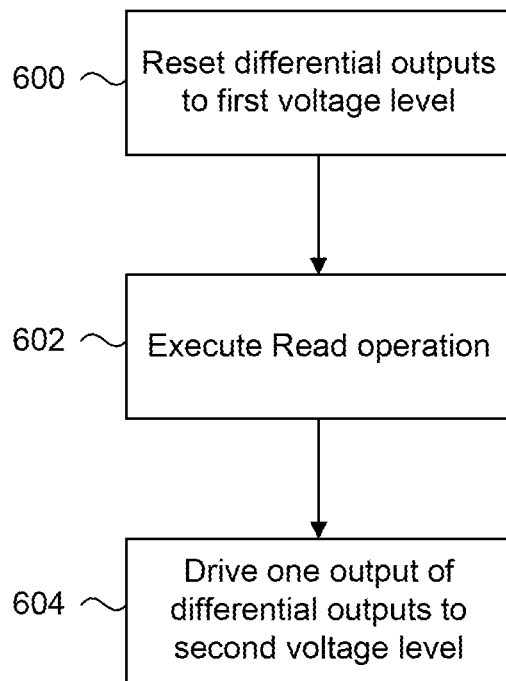 600
Reset differential outputs
to first voltage level
602
Execute Read operation
604
Drive one output of
differential outputs to
second voltage level